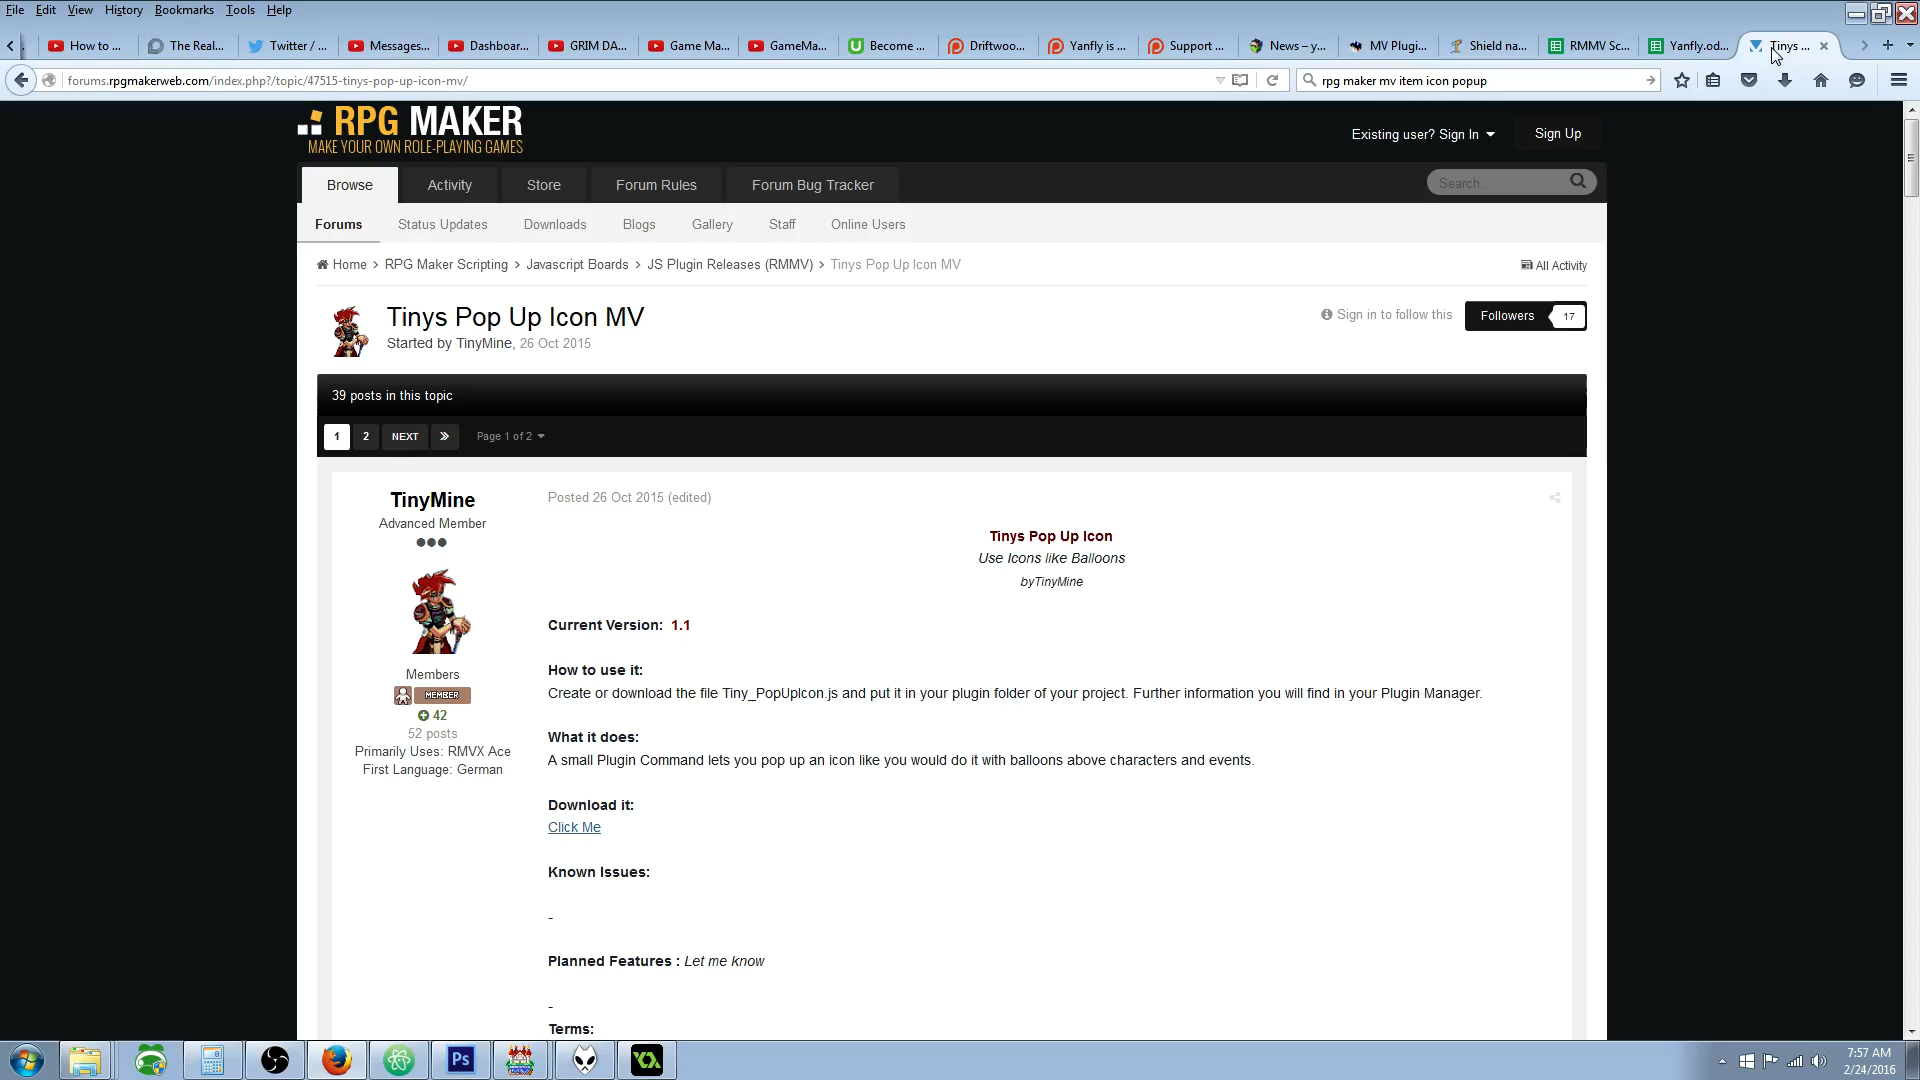 File Edit View History Bookmarks Tools Help
How to ... The Real... Twitter / ... Messages... Dashboar... GRIM DA... Game Ma... GameMa... Become ... Driftwoo... Yanfly is ... Support ... News – y... MV Plugi... Shield na... RMMV Sc... Yanfly.od... Tinys ...
forums.rpgmakerweb.com/index.php?/topic/47515-tinys-pop-up-icon-mv/ rpg maker mv item icon popup
RPG MAKER
MAKE YOUR OWN ROLE-PLAYING GAMES
Existing user? Sign In Sign Up
Browse Activity Store Forum Rules Forum Bug Tracker Search...
Forums Status Updates Downloads Blogs Gallery Staff Online Users
Home > RPG Maker Scripting > Javascript Boards > JS Plugin Releases (RMMV) > Tinys Pop Up Icon MV All Activity
Tinys Pop Up Icon MV
Started by TinyMine, 26 Oct 2015
Sign in to follow this Followers 17
39 posts in this topic
1 2 NEXT Page 1 of 2
TinyMine
Advanced Member
Members
MEMBER
42
52 posts
Primarily Uses: RMVX Ace
First Language: German
Posted 26 Oct 2015 (edited)
Tinys Pop Up Icon
Use Icons like Balloons
byTinyMine
Current Version: 1.1
How to use it:
Create or download the file Tiny_PopUpIcon.js and put it in your plugin folder of your project. Further information you will find in your Plugin Manager.
What it does:
A small Plugin Command lets you pop up an icon like you would do it with balloons above characters and events.
Download it:
Click Me
Known Issues:
-
Planned Features : Let me know
-
Terms:
Ps
7:57 AM
2/24/2016